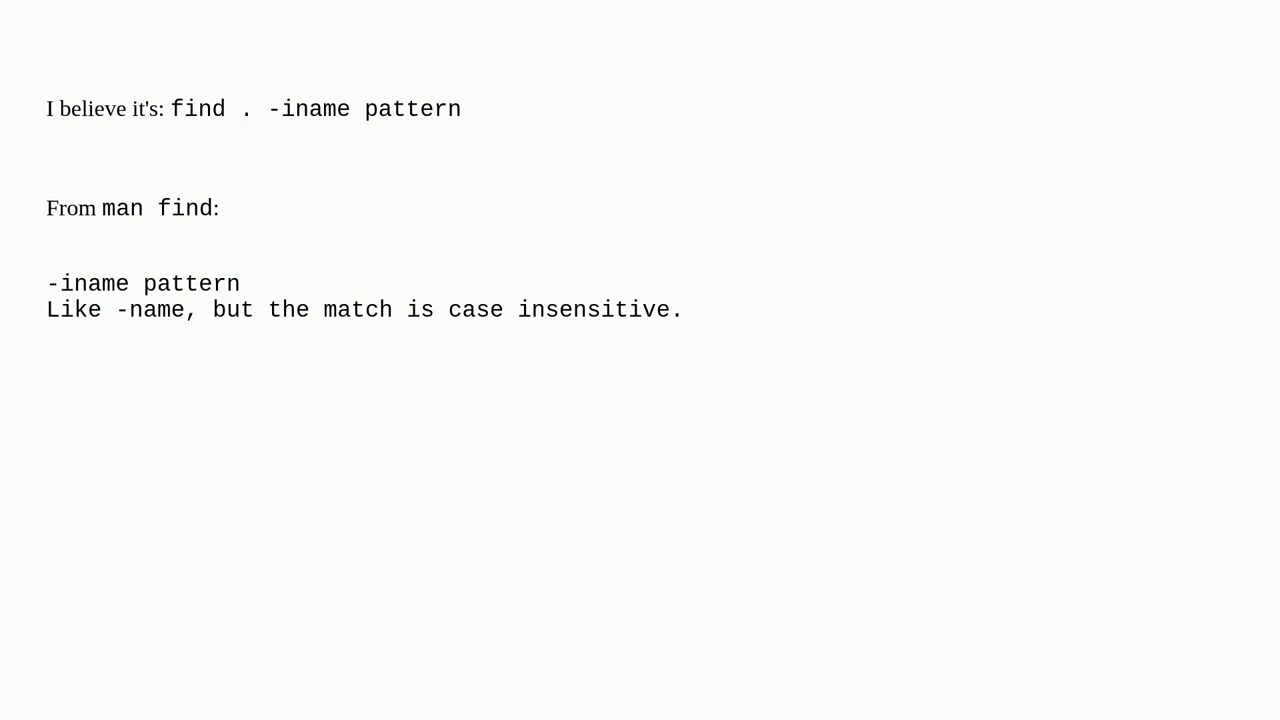 I believe it's: find . -iname pattern
From man find:
-iname pattern
Like -name, but the match is case insensitive.